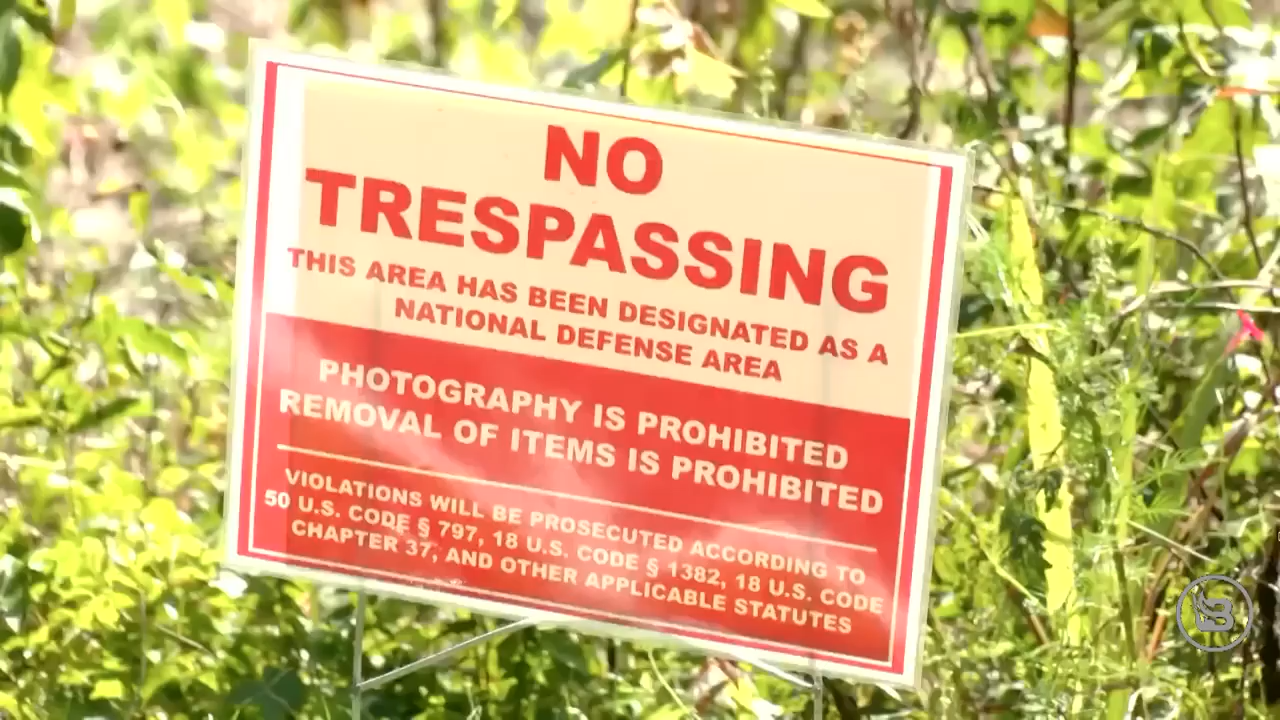 NO
TRESPASSING
THIS AREA HAS BEEN DESIGNATED AS A
NATIONAL DEFENSE AREA
PHOTOGRAPHY IS PROHIBITED
REMOVAL OF ITEMS IS PROHIBITED
VIOLATIONS WILL BE PROSECUTED ACCORDING TO
50 U.S. CODE § 797, 18 U.S. CODE § 1382, 18 U.S. CODE
CHAPTER 37, AND OTHER APPLICABLE STATUTES
B